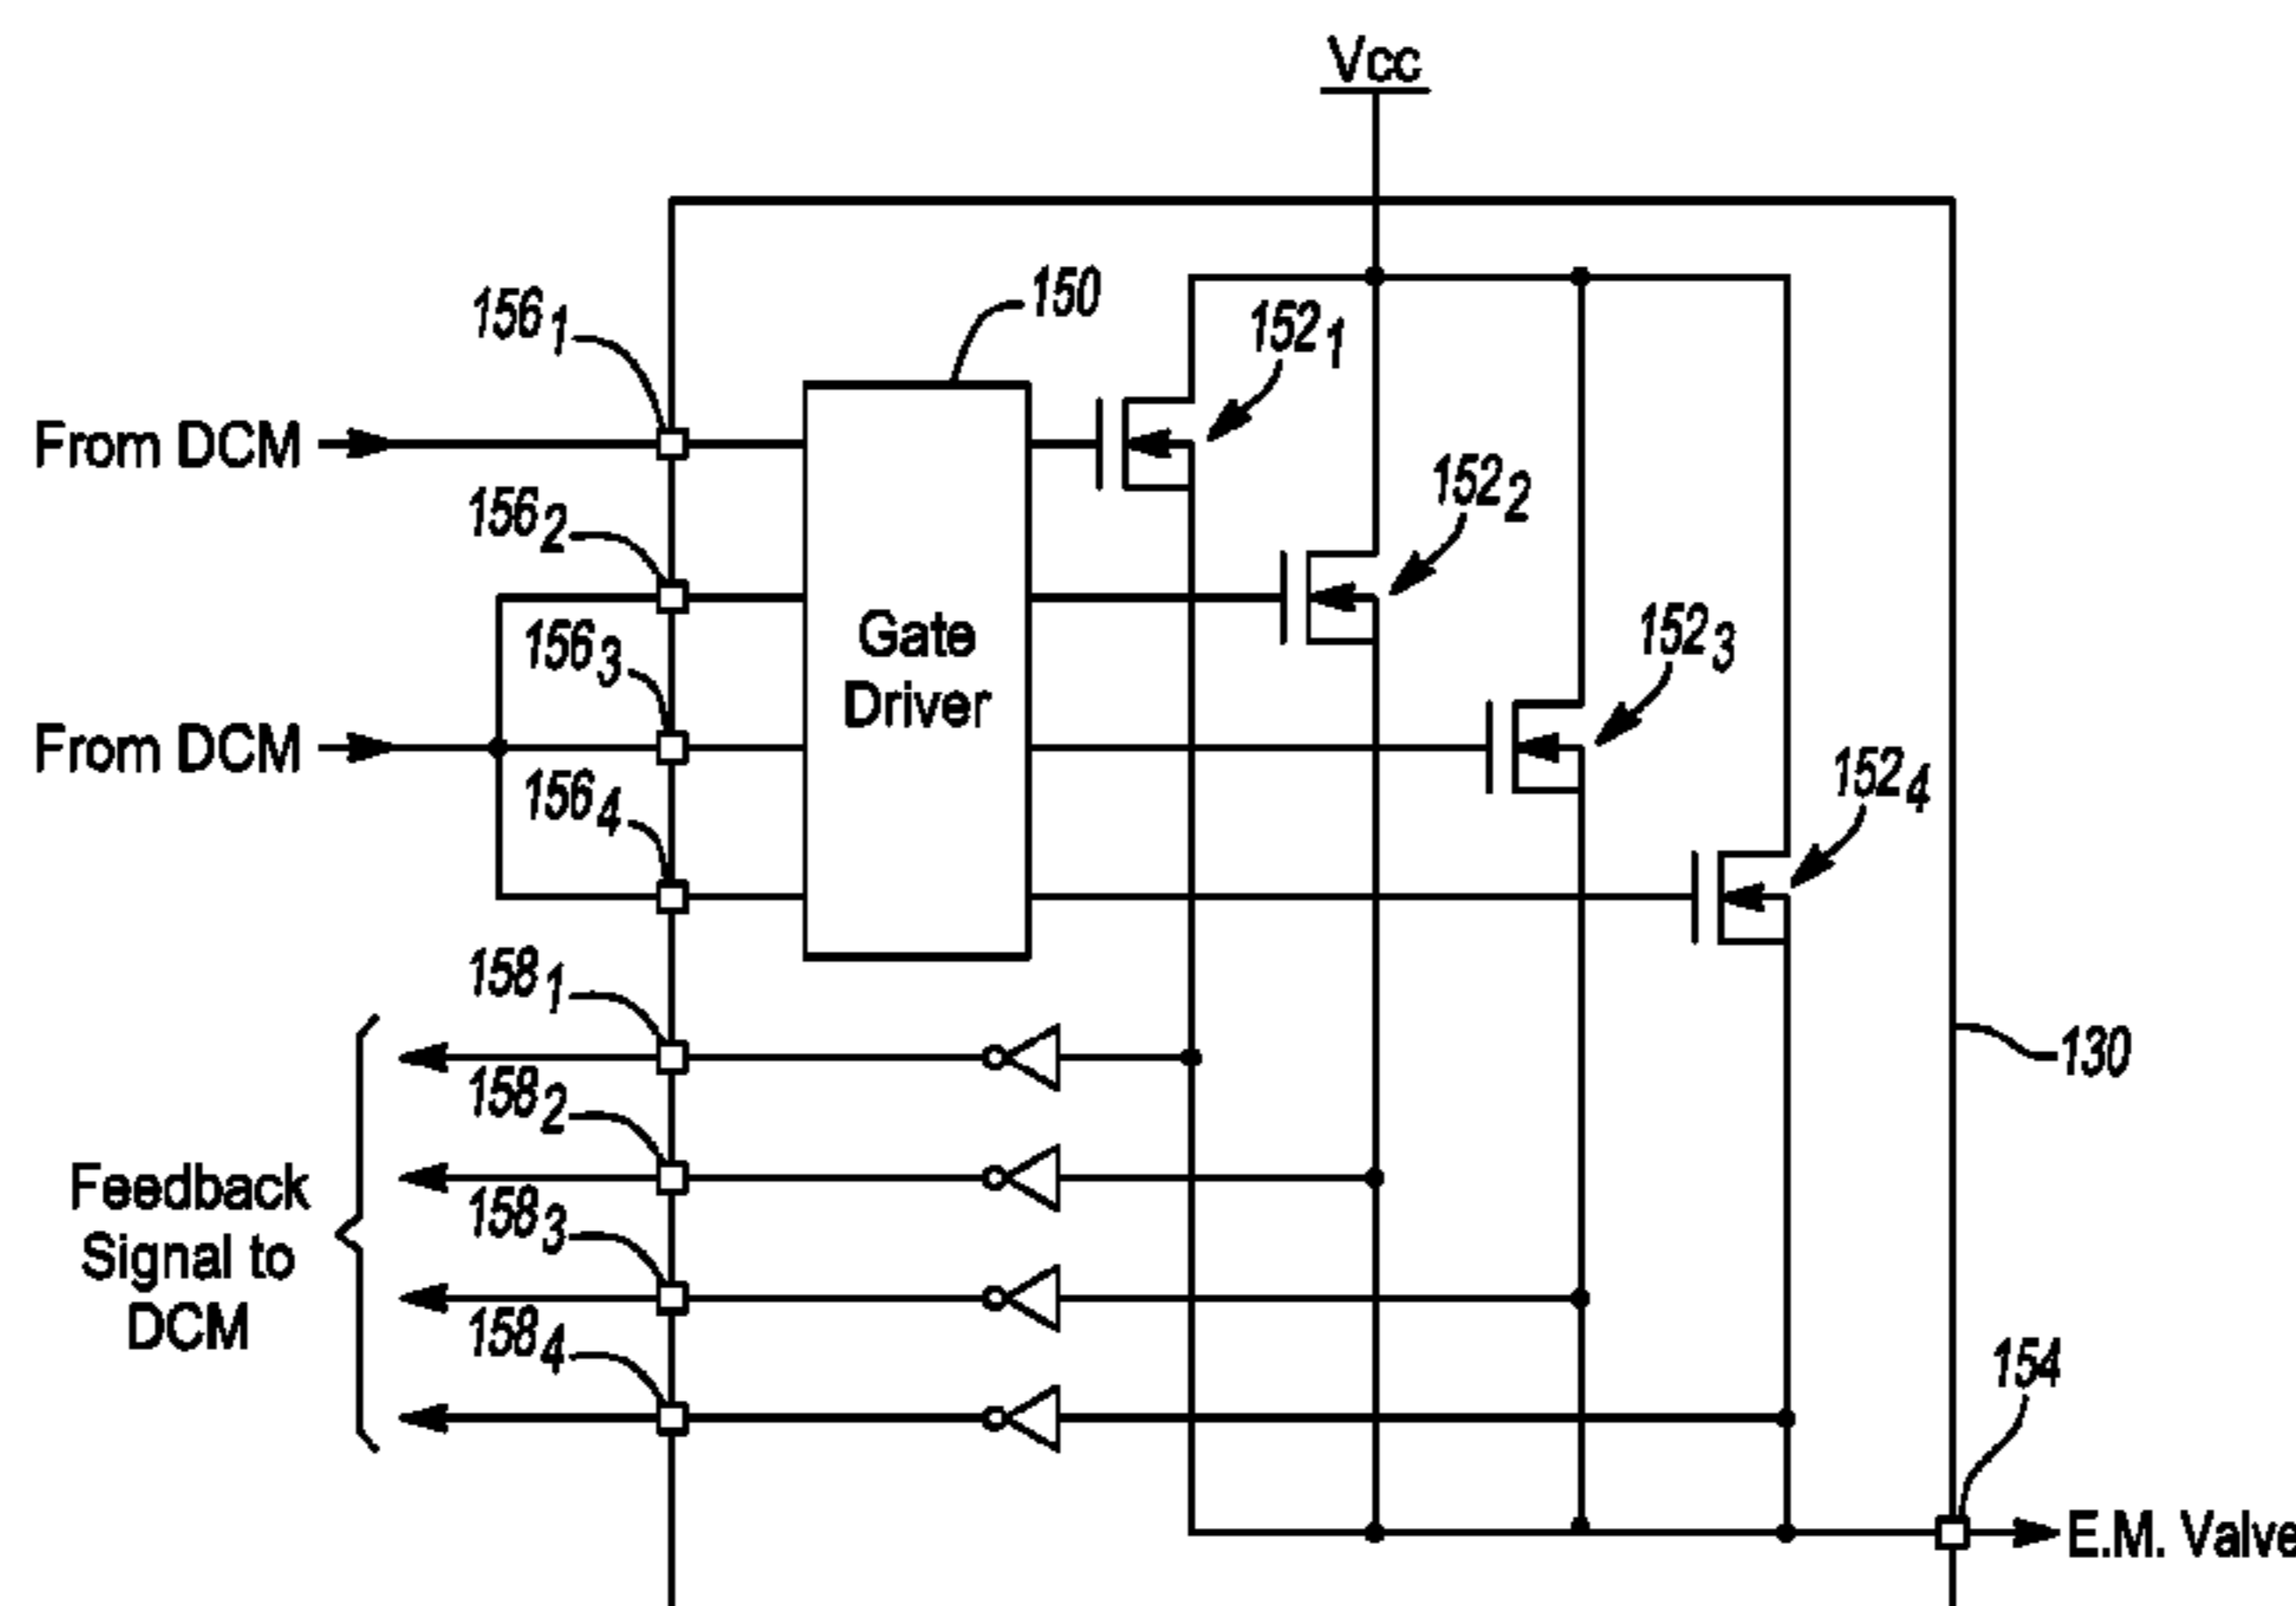 Vcc
150
156₁
152₁
From DCM
152₂
156₂
152₃
156₃
Gate
Driver
From DCM
152₄
156₄
158₁
130
158₂
Feedback
Signal to
DCM
158₃
158₄
154
E.M. Valve